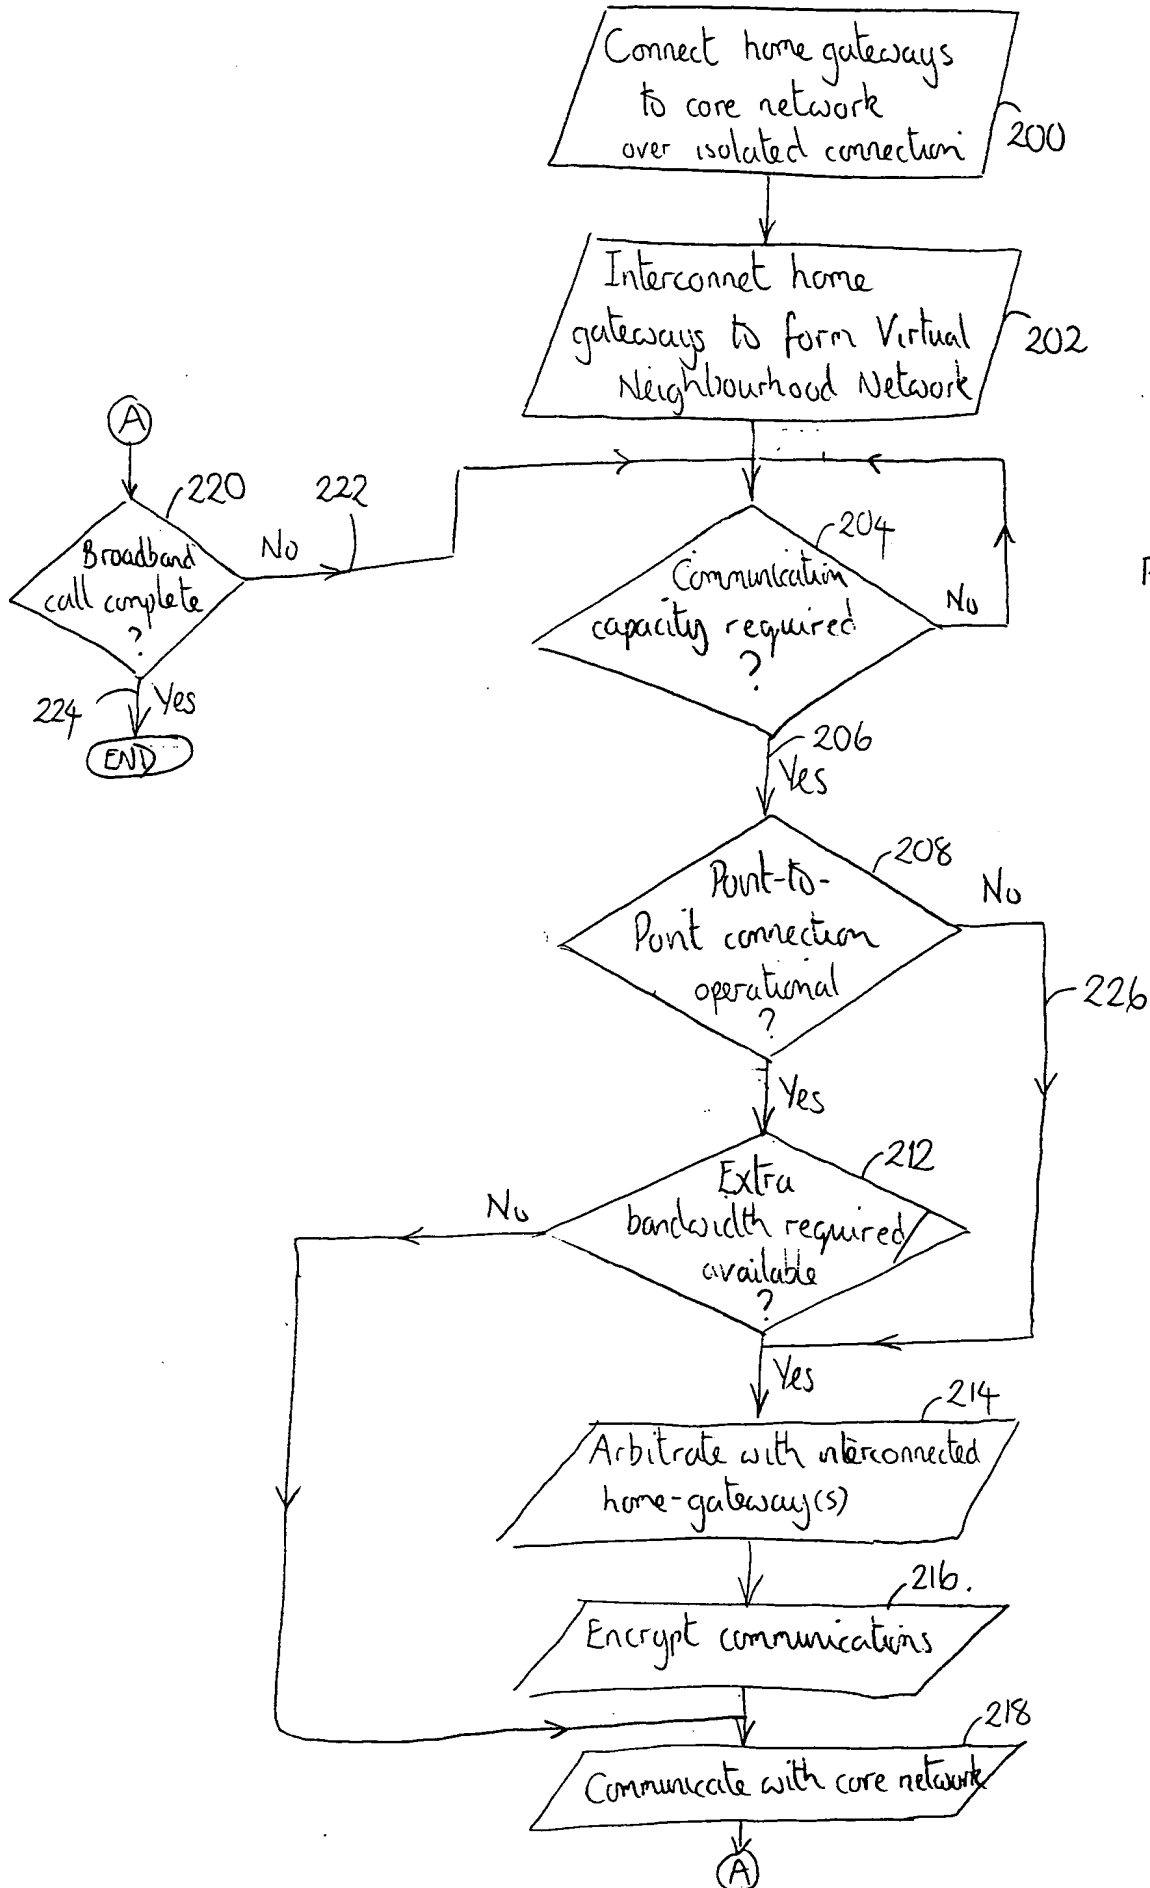 Connect home gateways
to core network
over isolated connection
200
Interconnet home
gateways to form Virtual
Neighbourhood Network
202
A
220
222
Broadband
call complete
?
No
224
Yes
END
204
Communication
capacity required
?
No
206
Yes
208
Point-to-
Point connection
operational
?
No
226
Yes
212
Extra
bandwidth required/
available
?
No
Yes
214
Arbitrate with interconnected
home-gateway(s)
216.
Encrypt communications
218
Communicate with core network
A